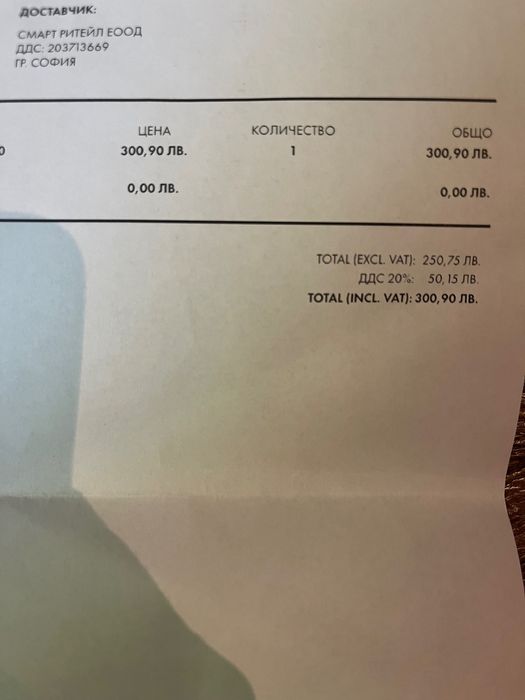 ДОСТАВЧИК:
СМАРТ РИТЕЙЛ ЕООД
ДДС: 203713669
ГР. СОФИЯ
ЦЕНА КОЛИЧЕСТВО ОБЩО
0 300,90 ЛВ. 1 300,90 ЛВ.
0,00 ЛВ. 0,00 ЛВ.
TOTAL (EXCL. VAT): 250,75 ЛВ.
ДДС 20%: 50,15 ЛВ.
TOTAL (INCL. VAT): 300,90 ЛВ.